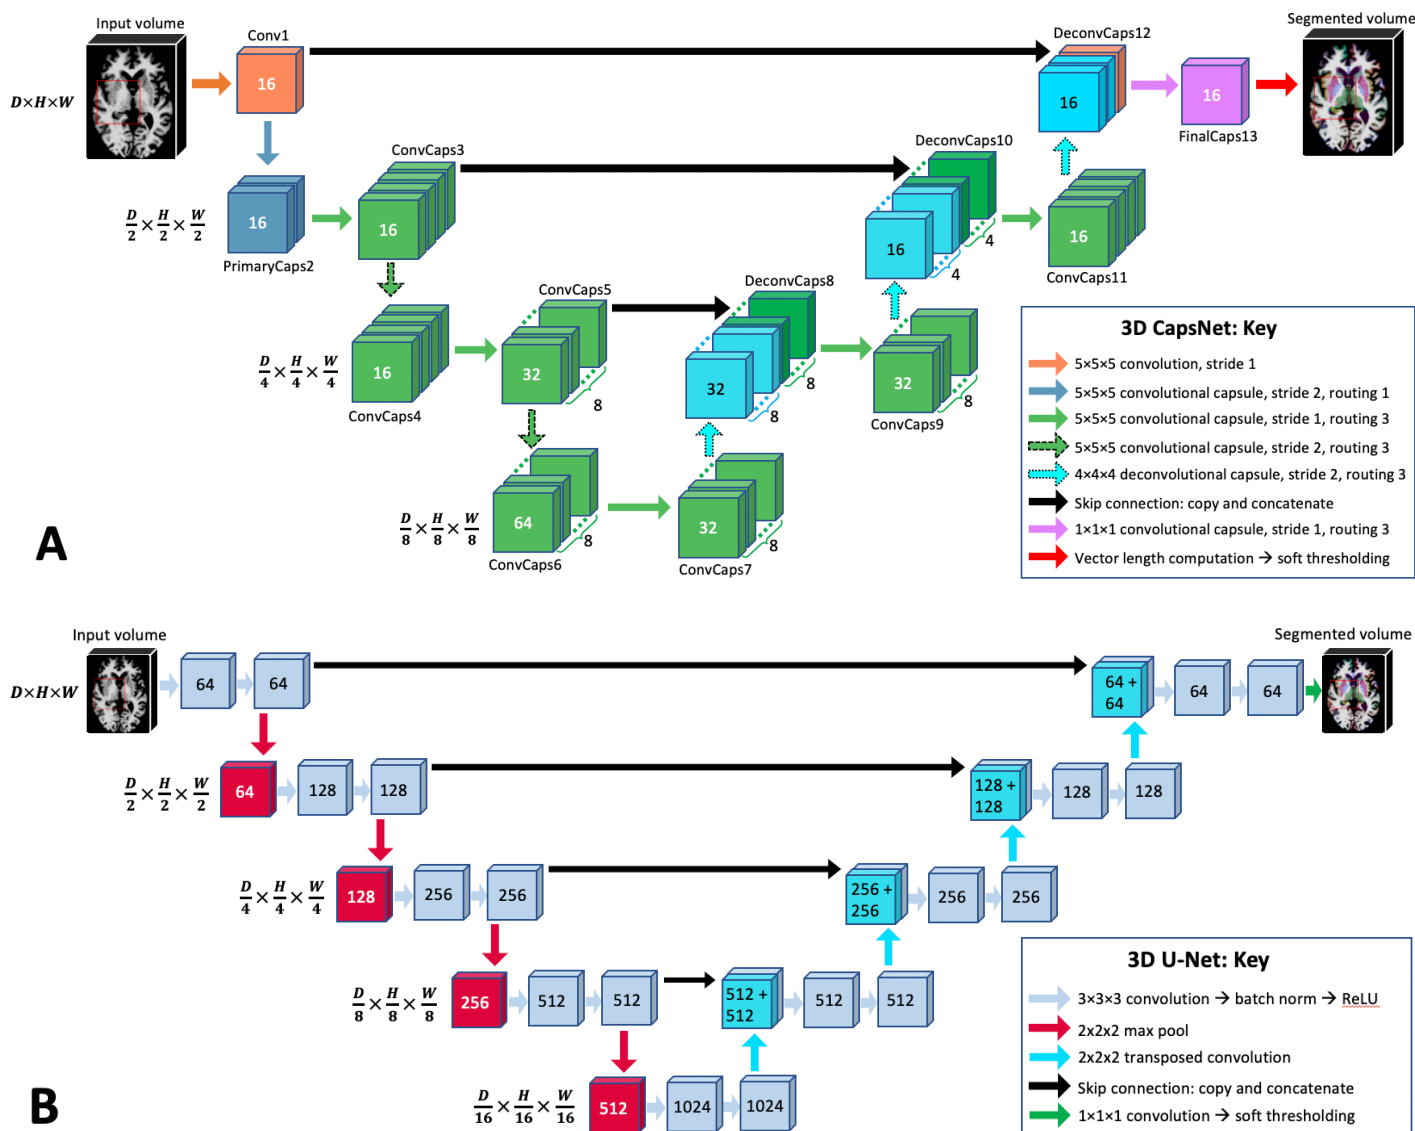 Input volume
Conv1
DeconvCaps12
Segmented volume
D×H×W
16
16
16
FinalCaps13
ConvCaps3
DeconvCaps10
D/2 × H/2 × W/2
16
PrimaryCaps2
16
16
4
4
16
ConvCaps11
ConvCaps5
DeconvCaps8
D/4 × H/4 × W/4
16
ConvCaps4
32
8
32
8
8
32
8
ConvCaps9
D/8 × H/8 × W/8
64
8
ConvCaps6
32
8
ConvCaps7
A
3D CapsNet: Key
5×5×5 convolution, stride 1
5×5×5 convolutional capsule, stride 2, routing 1
5×5×5 convolutional capsule, stride 1, routing 3
5×5×5 convolutional capsule, stride 2, routing 3
4×4×4 deconvolutional capsule, stride 2, routing 3
Skip connection: copy and concatenate
1×1×1 convolutional capsule, stride 1, routing 3
Vector length computation → soft thresholding
Input volume
Segmented volume
D×H×W
64
64
64 +
64
64
64
D/2 × H/2 × W/2
64
128
128
128 +
128
128
128
D/4 × H/4 × W/4
128
256
256
256 +
256
256
256
D/8 × H/8 × W/8
256
512
512
512 +
512
512
512
D/16 × H/16 × W/16
512
1024
1024
B
3D U-Net: Key
3×3×3 convolution → batch norm → ReLU
2x2x2 max pool
2x2x2 transposed convolution
Skip connection: copy and concatenate
1×1×1 convolution → soft thresholding